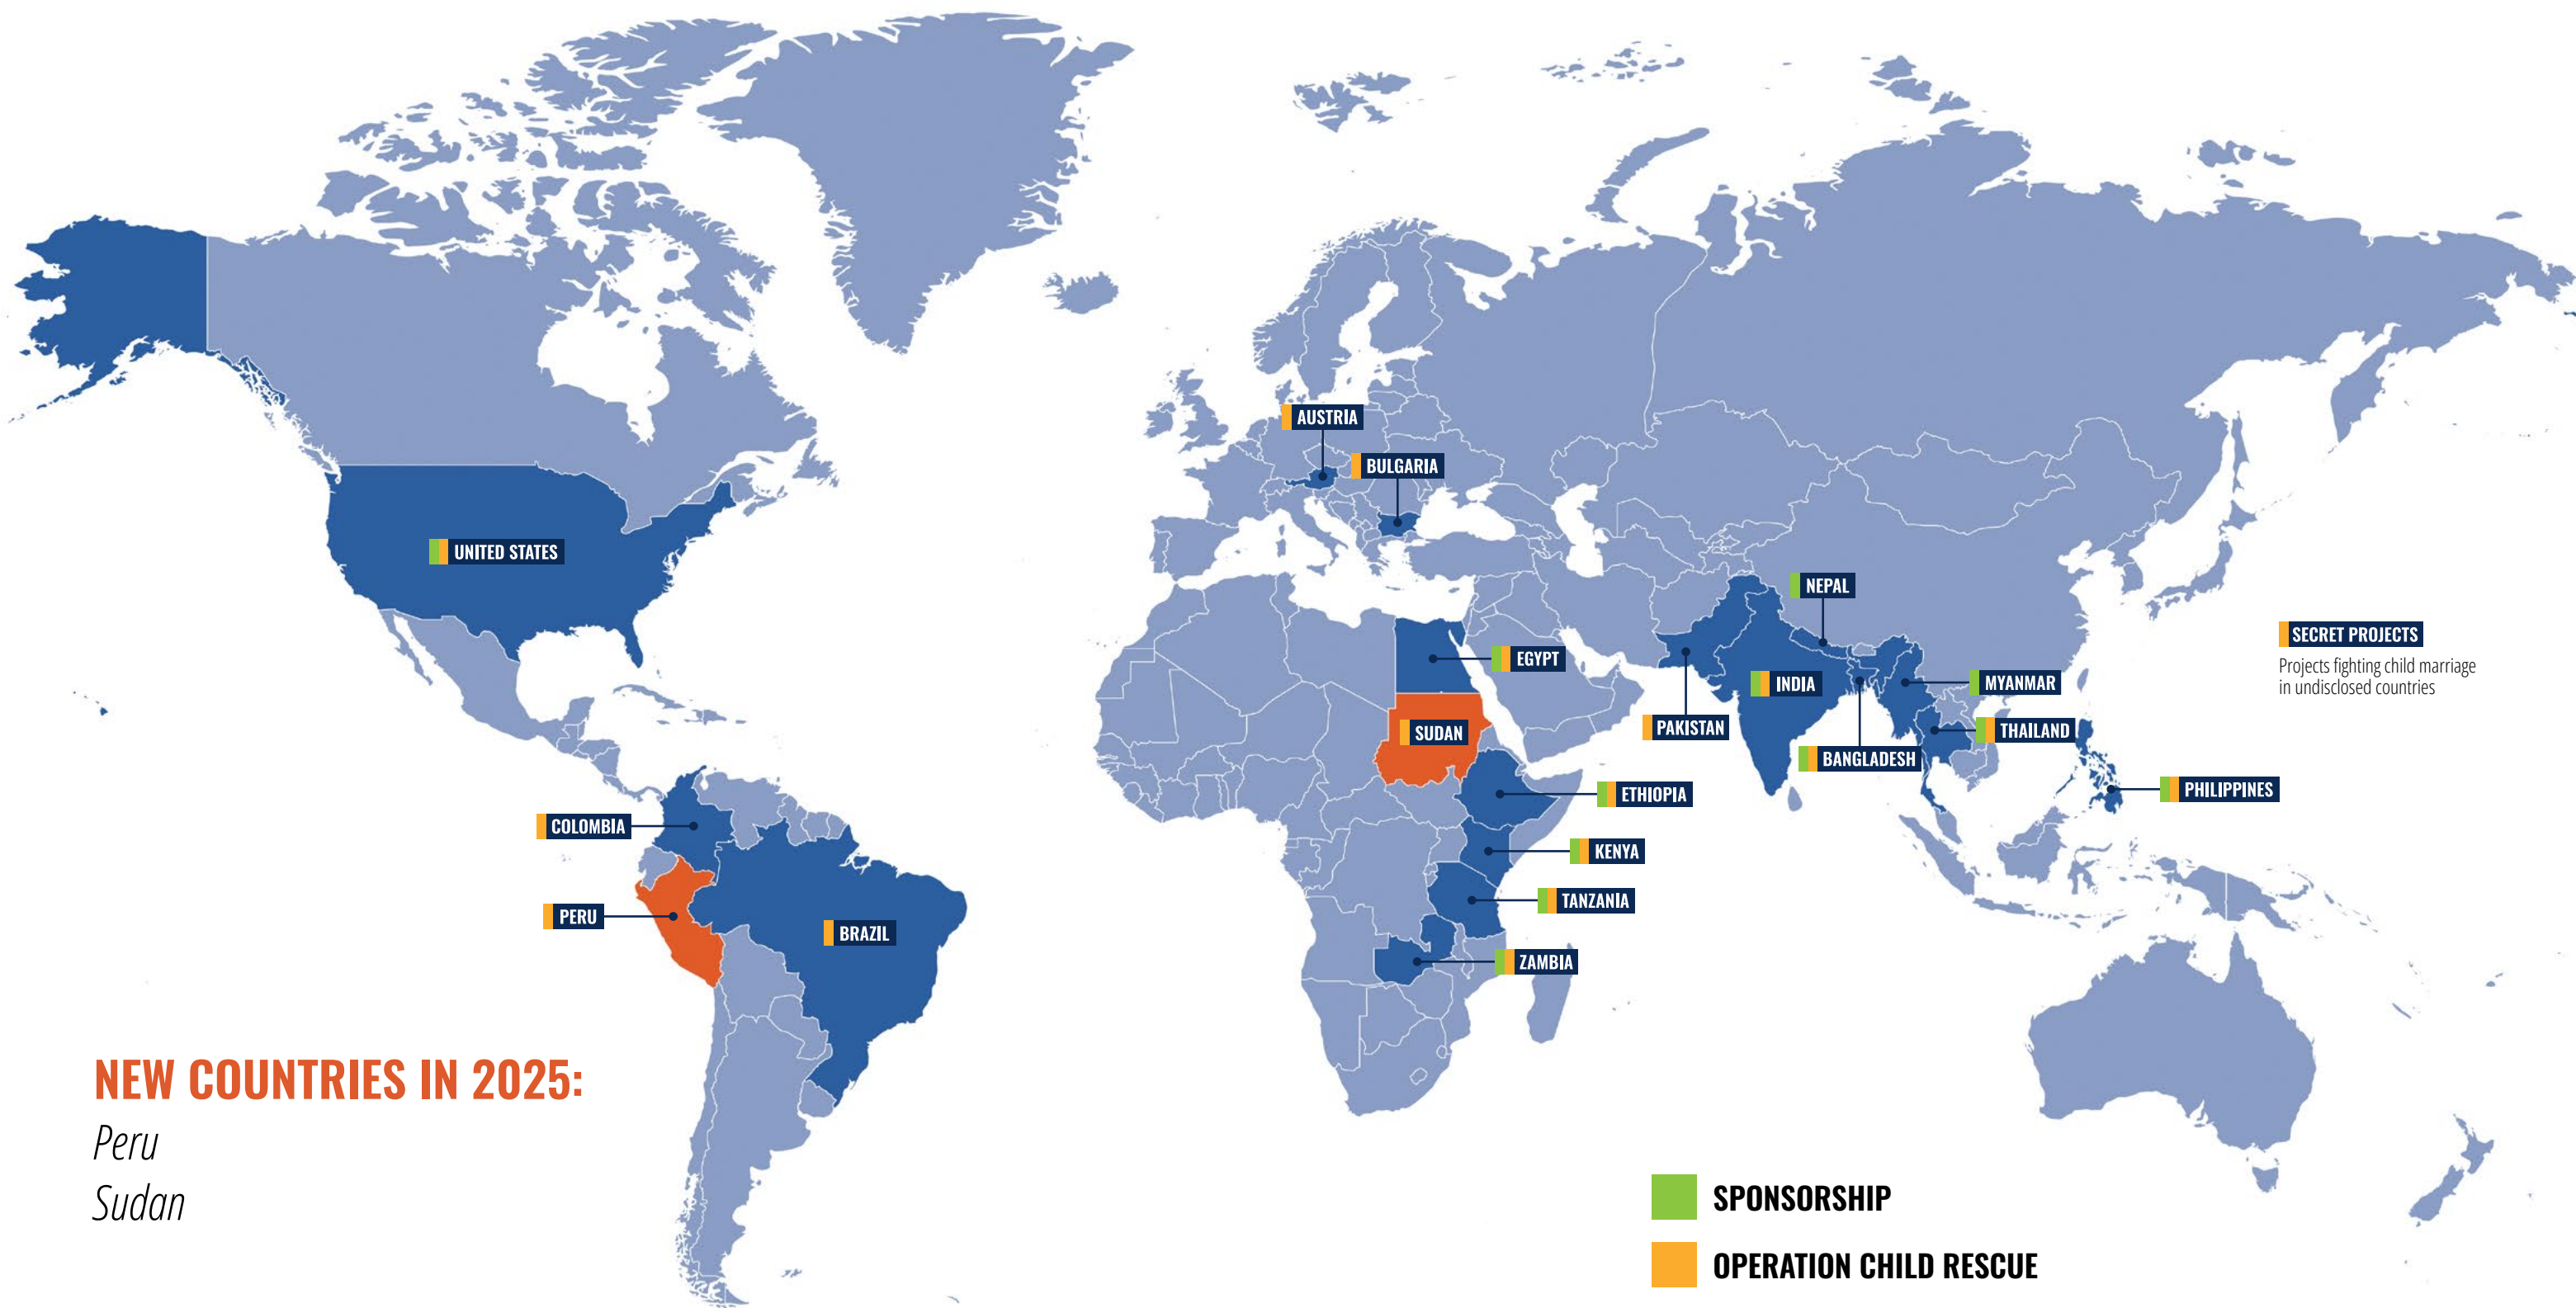 AUSTRIA
BULGARIA
UNITED STATES
NEPAL
SECRET PROJECTS
Projects fighting child marriage
in undisclosed countries
EGYPT
INDIA
MYANMAR
PAKISTAN
SUDAN
THAILAND
BANGLADESH
PHILIPPINES
ETHIOPIA
COLOMBIA
KENYA
TANZANIA
PERU
BRAZIL
ZAMBIA
NEW COUNTRIES IN 2025:
Peru
Sudan
SPONSORSHIP
OPERATION CHILD RESCUE